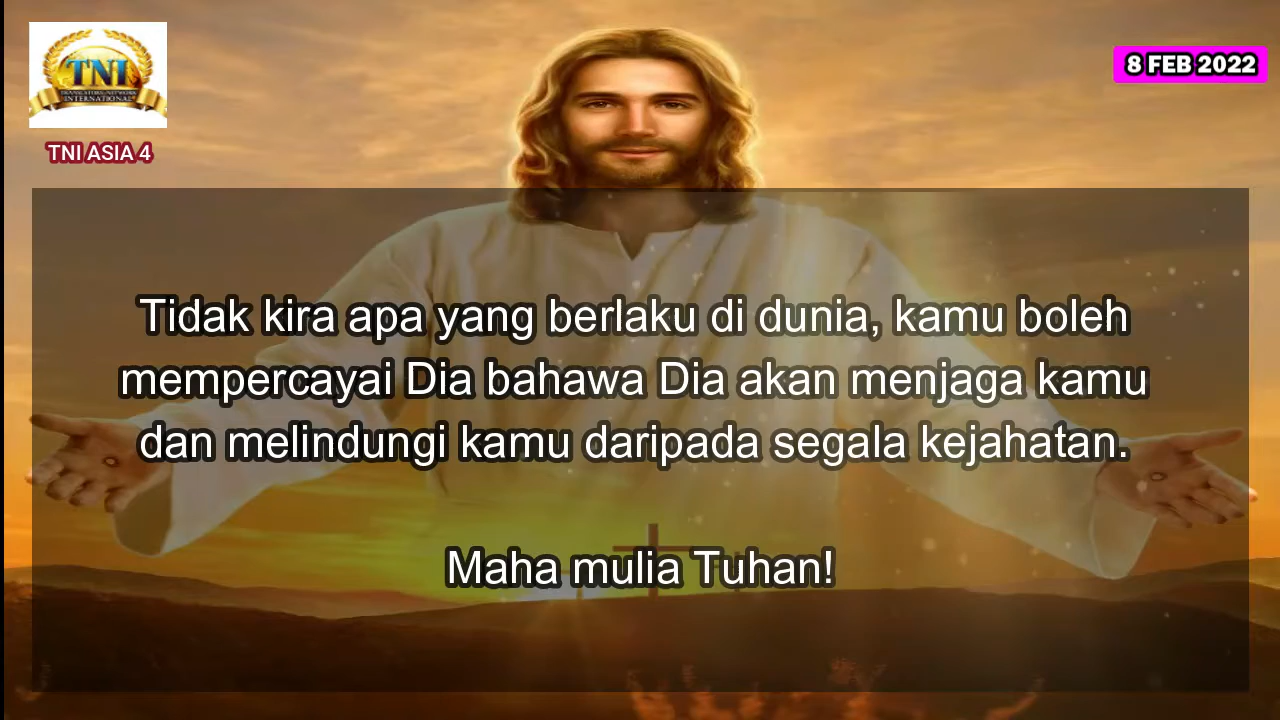 TNI
INTERNATIONAL
TNI ASIA 4
8 FEB 2022
Tidak kira apa yang berlaku di dunia, kamu boleh
mempercayai Dia bahawa Dia akan menjaga kamu
dan melindungi kamu daripada segala kejahatan.
Maha mulia Tuhan!